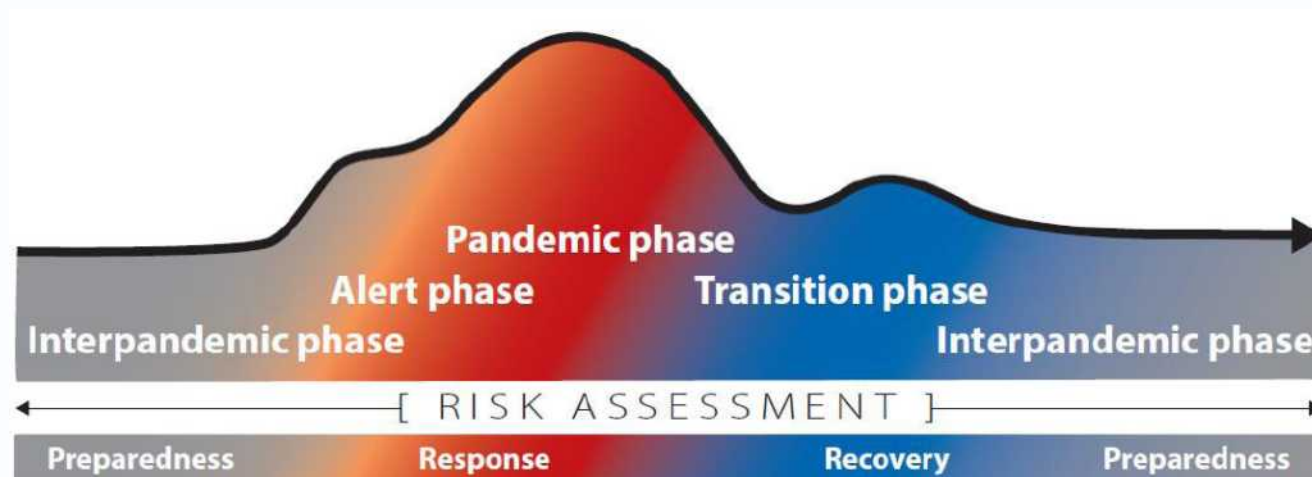 Pandemic phase
Alert phase Transition phase
Interpandemic phase Interpandemic phase
[ RISK ASSESSMENT ]
Preparedness Response Recovery Preparedness